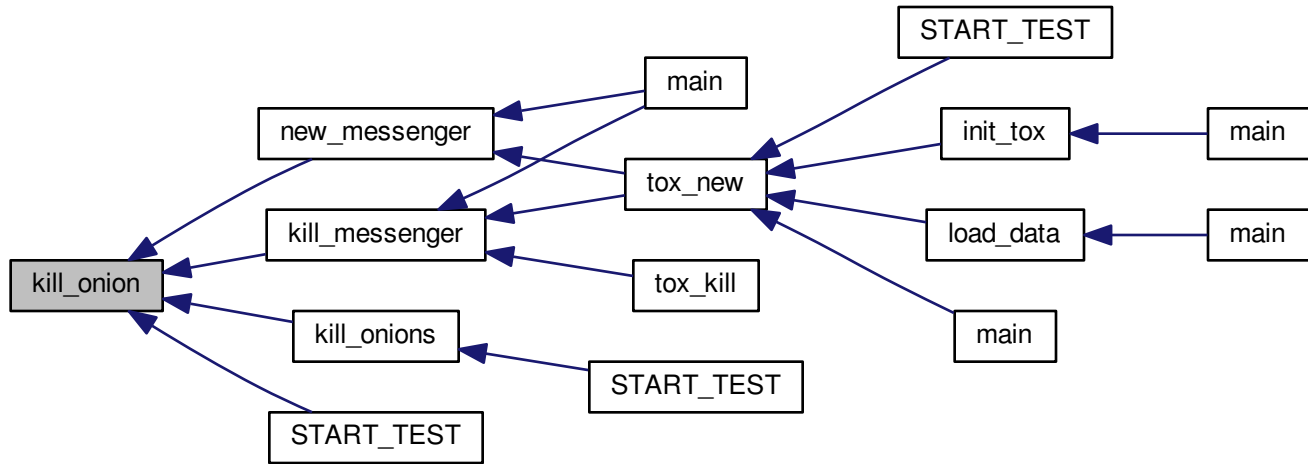 START_TEST
main
new_messenger
init_tox
main
tox_new
kill_messenger
load_data
main
kill_onion
tox_kill
kill_onions
main
START_TEST
START_TEST